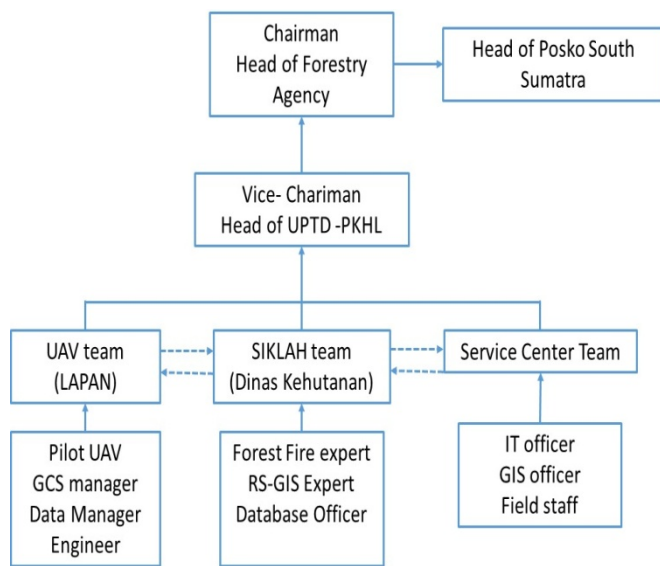 Chairman
Head of Forestry
Agency
Head of Posko South
Sumatra
Vice- Chariman
Head of UPTD -PKHL
UAV team
(LAPAN)
SIKLAH team
(Dinas Kehutanan)
Service Center Team
Pilot UAV
GCS manager
Data Manager
Engineer
Forest Fire expert
RS-GIS Expert
Database Officer
IT officer
GIS officer
Field staff